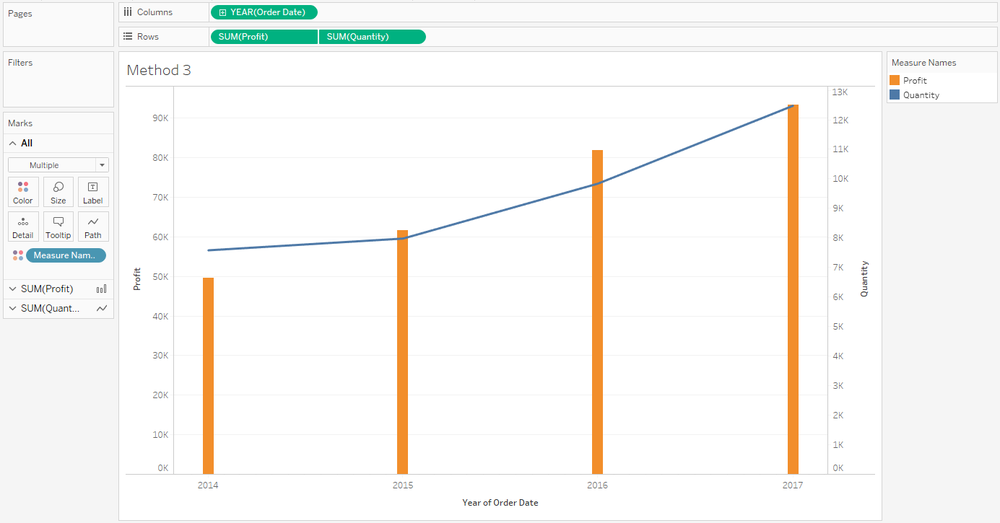 Pages
Columns
YEAR(Order Date)
Rows
SUM(Profit)
SUM(Quantity)
Filters
Marks
All
Multiple
Color
Size
Label
Detail
Tooltip
Path
Measure Nam..
SUM(Profit)
SUM(Quant...
Method 3
Profit
90K
80K
70K
60K
50K
40K
30K
20K
10K
0K
13K
12K
11K
10K
9K
8K
7K
6K
5K
4K
3K
2K
1K
0K
Quantity
2014
2015
2016
2017
Year of Order Date
Measure Names
Profit
Quantity